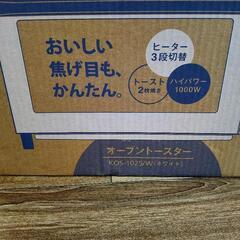 おいしい
焦げ目も、
かんたん。
ヒーター
3段切替
トースト
2枚焼き
ハイパワー
1000W
オーブントースター
KOS-1025/W(ホワイト)